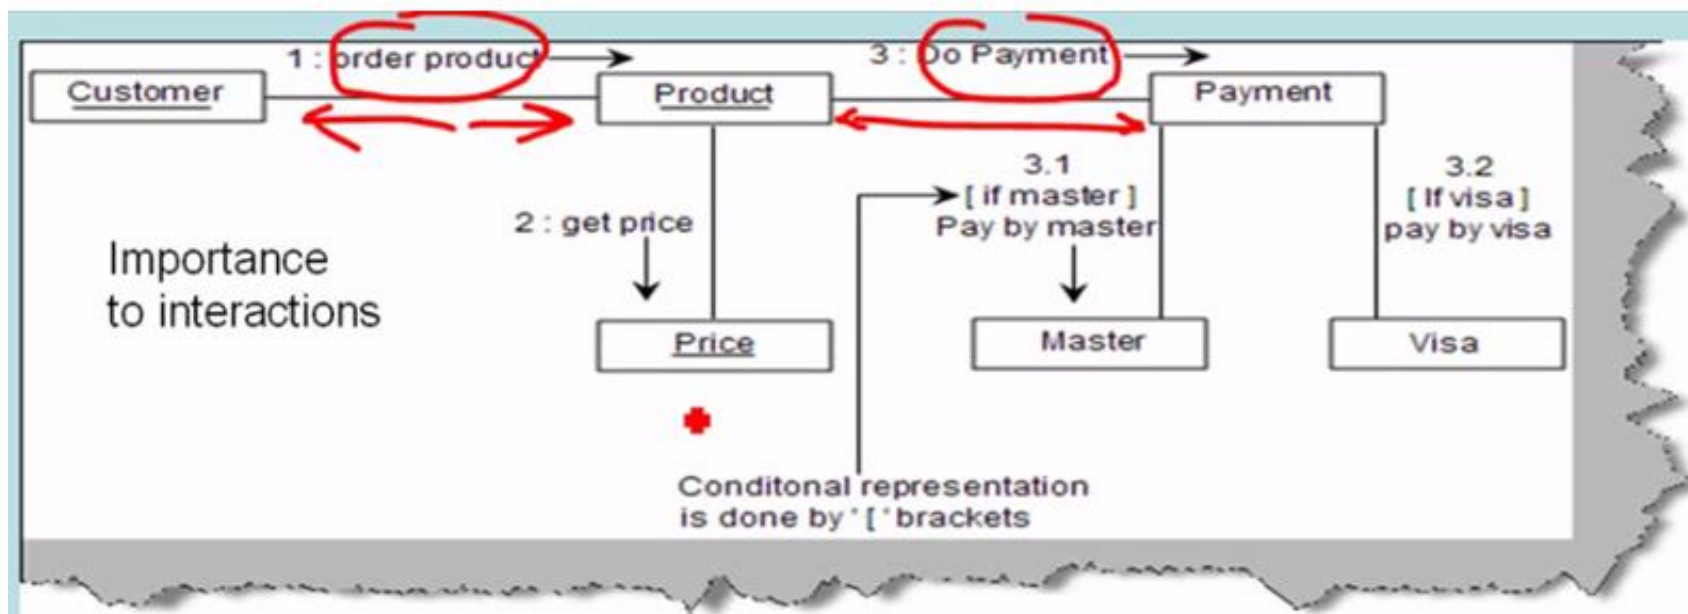 1 : order product
3 : Do Payment
Customer
Product
Payment
3.1
[ if master ]
Pay by master
3.2
[ If visa ]
pay by visa
2 : get price
Importance
to interactions
Price
Master
Visa
Conditonal representation
is done by ' [ ' brackets